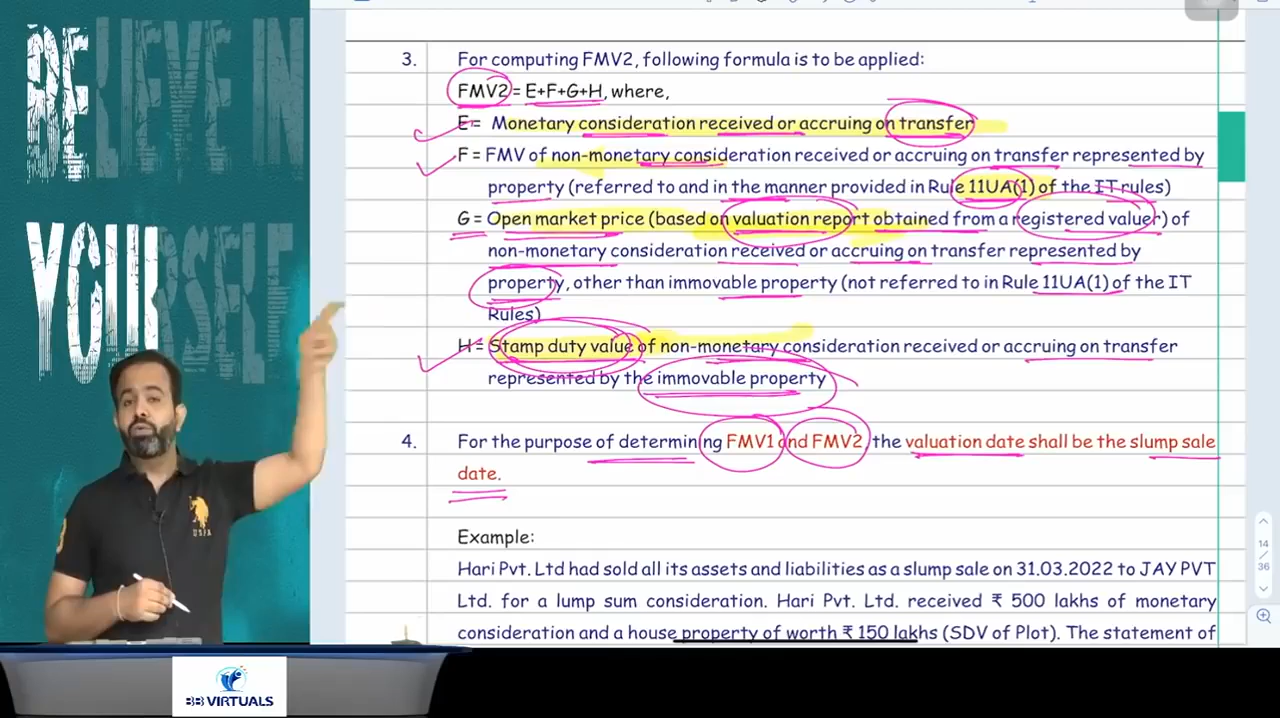 BELIEVE IN
YOURSELF
U.S.P.A.
3
BB VIRTUALS
3. For computing FMV2, following formula is to be applied:
FMV2 = E+F+G+H, where,
E= Monetary consideration received or accruing on transfer
F = FMV of non-monetary consideration received or accruing on transfer represented by
property (referred to and in the manner provided in Rule 11UA(1) of the IT rules)
G = Open market price (based on valuation report obtained from a registered valuer) of
non-monetary consideration received or accruing on transfer represented by
property, other than immovable property (not referred to in Rule 11UA(1) of the IT
Rules)
H = Stamp duty value of non-monetary consideration received or accruing on transfer
represented by the immovable property
4. For the purpose of determining FMV1 and FMV2, the valuation date shall be the slump sale
date.
Example:
Hari Pvt. Ltd had sold all its assets and liabilities as a slump sale on 31.03.2022 to JAY PVT
Ltd. for a lump sum consideration. Hari Pvt. Ltd. received ₹ 500 lakhs of monetary
consideration and a house property of worth ₹ 150 lakhs (SDV of Plot). The statement of
14
/
36